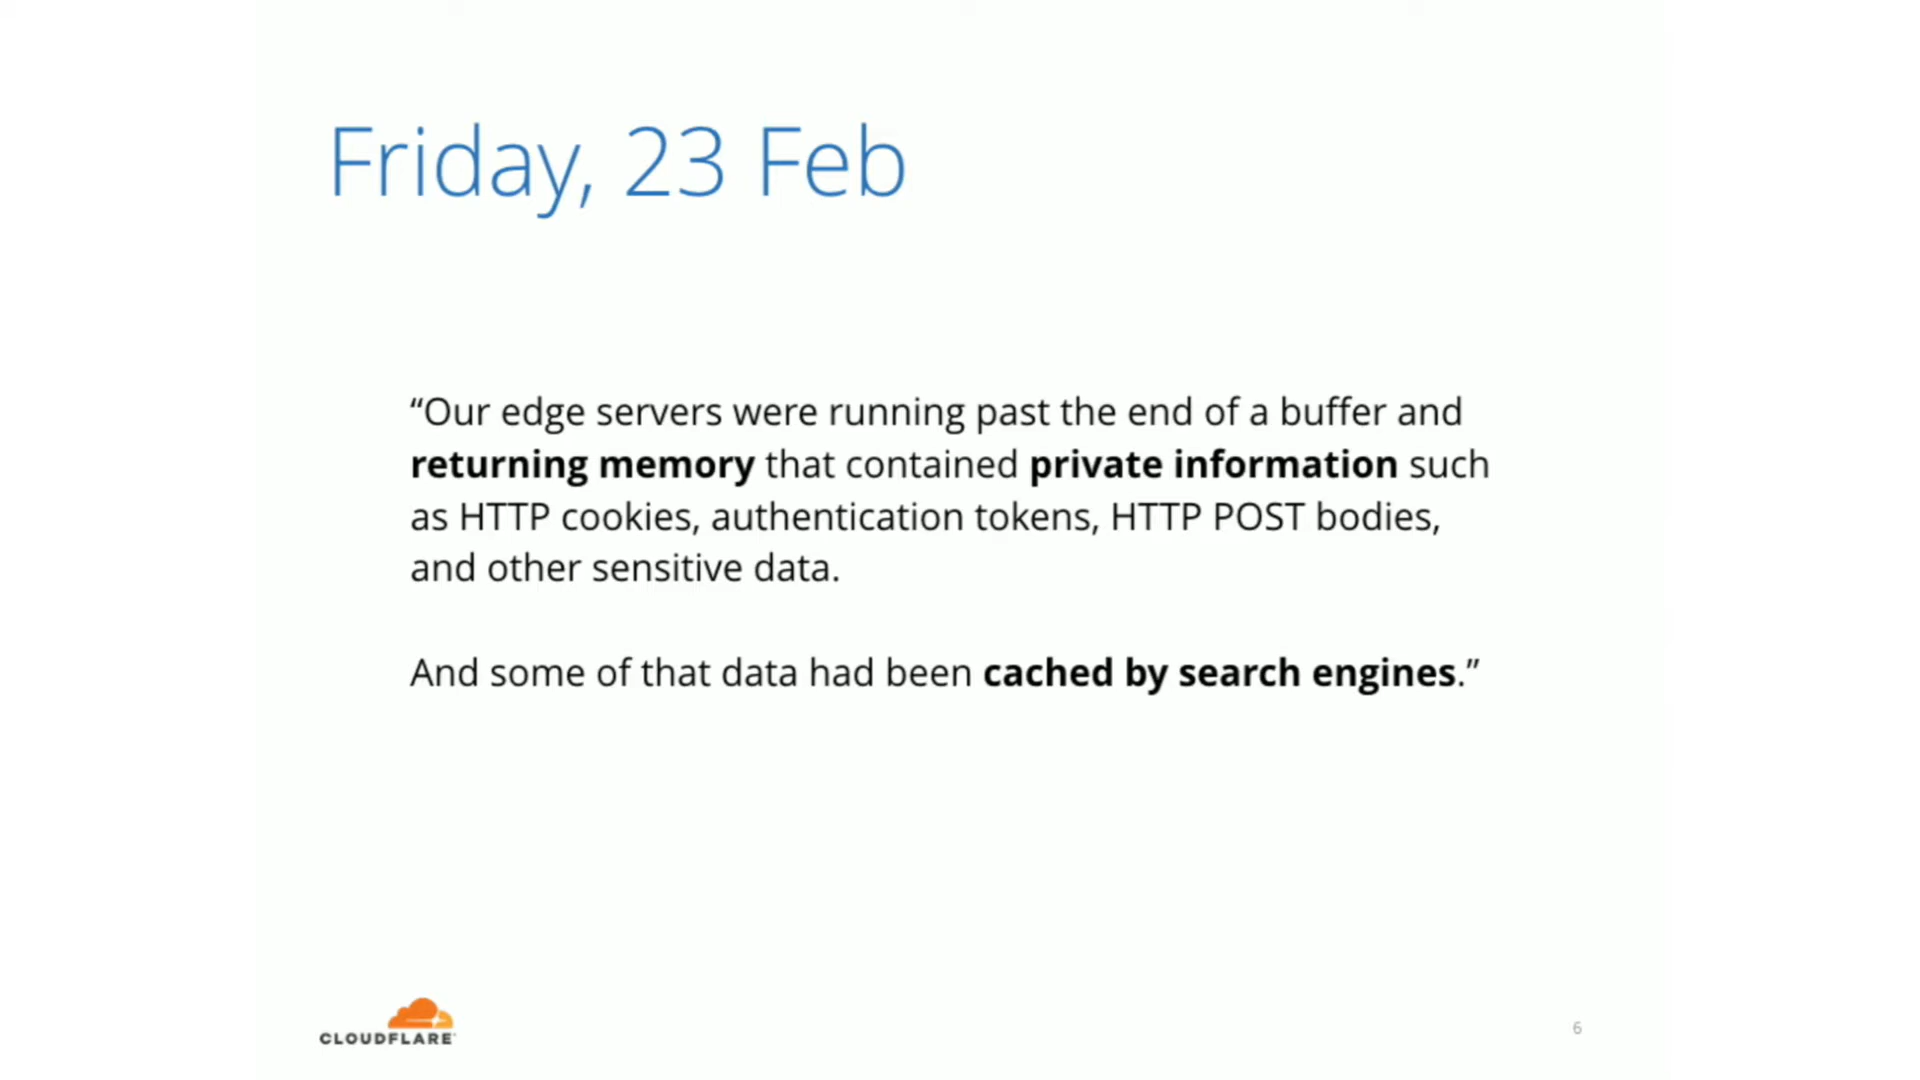 Friday, 23 Feb
“Our edge servers were running past the end of a buffer and
returning memory that contained private information such
as HTTP cookies, authentication tokens, HTTP POST bodies,
and other sensitive data.
And some of that data had been cached by search engines.”
CLOUDFLARE
6